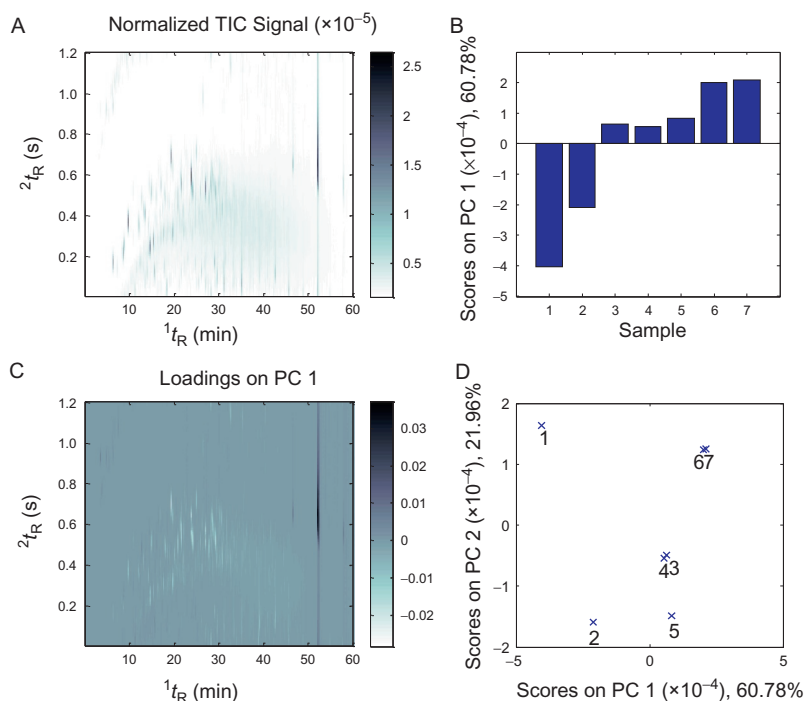 A
Normalized TIC Signal (×10⁻⁵)
1.2
1.0
0.8
0.6
0.4
0.2
²tR (s)
10 20 30 40 50 60
¹tR (min)
2.5
2
1.5
1
0.5
B
Scores on PC 1 (×10⁻⁴), 60.78%
4
3
2
1
0
−1
−2
−3
−4
−5
1 2 3 4 5 6 7
Sample
C
Loadings on PC 1
1.2
1.0
0.8
0.6
0.4
0.2
²tR (s)
10 20 30 40 50 60
¹tR (min)
0.03
0.02
0.01
0
−0.01
−0.02
D
Scores on PC 2 (×10⁻⁴), 21.96%
2
1
0
−1
−2
1
67
43
2
5
−5 0 5
Scores on PC 1 (×10⁻⁴), 60.78%